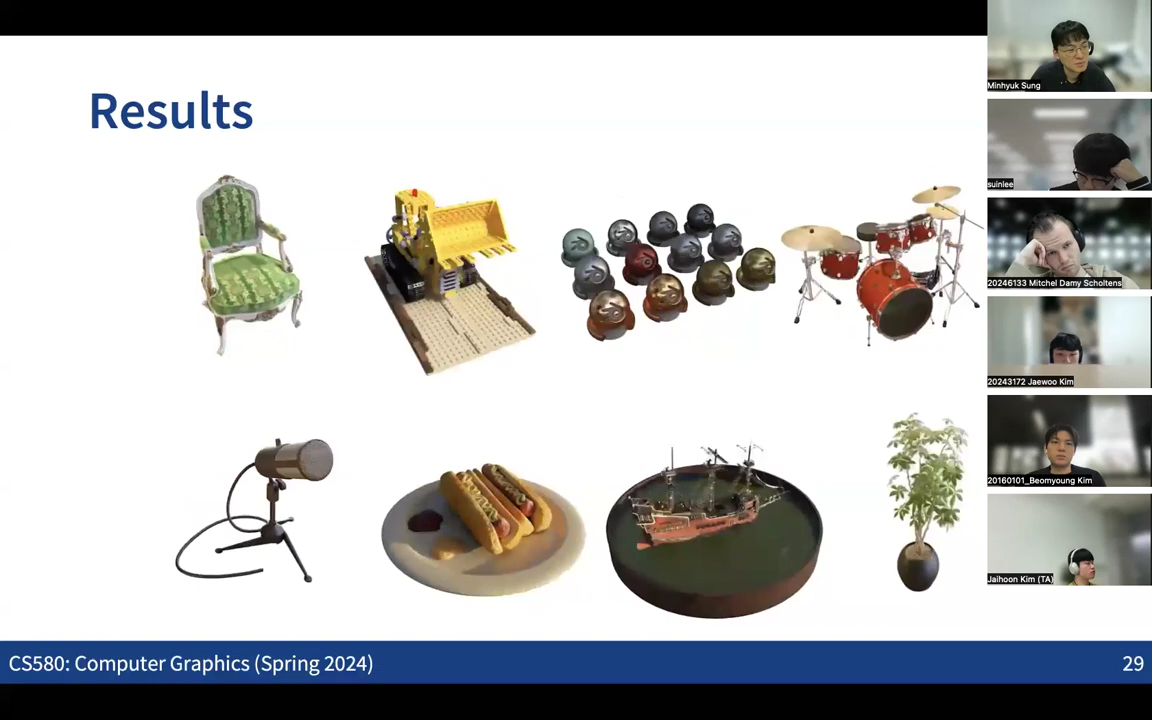 Results
CS580: Computer Graphics (Spring 2024)
29
Minhyuk Sung
suinlee
20246133 Mitchel Damy Scholtens
20243172 Jaewoo Kim
20160101_Beomyoung Kim
Jaihoon Kim (TA)